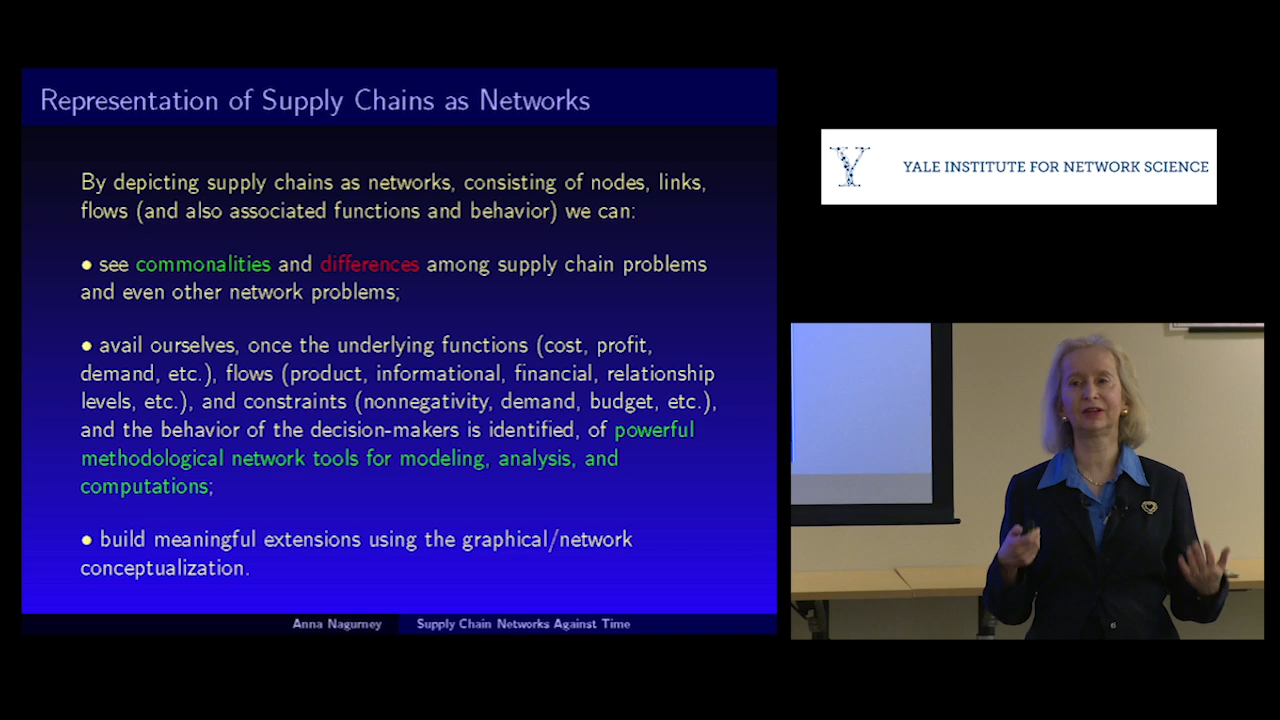 Representation of Supply Chains as Networks
By depicting supply chains as networks, consisting of nodes, links,
flows (and also associated functions and behavior) we can:
• see commonalities and differences among supply chain problems
and even other network problems;
• avail ourselves, once the underlying functions (cost, profit,
demand, etc.), flows (product, informational, financial, relationship
levels, etc.), and constraints (nonnegativity, demand, budget, etc.),
and the behavior of the decision-makers is identified, of powerful
methodological network tools for modeling, analysis, and
computations;
• build meaningful extensions using the graphical/network
conceptualization.
Anna Nagurney Supply Chain Networks Against Time
Y YALE INSTITUTE FOR NETWORK SCIENCE